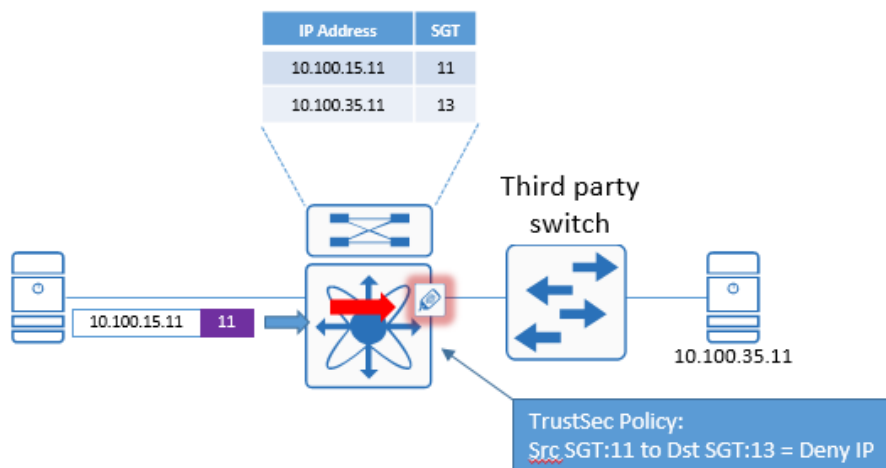 IP Address SGT
10.100.15.11 11
10.100.35.11 13
Third party
switch
10.100.15.11 11
10.100.35.11
TrustSec Policy:
Src SGT:11 to Dst SGT:13 = Deny IP